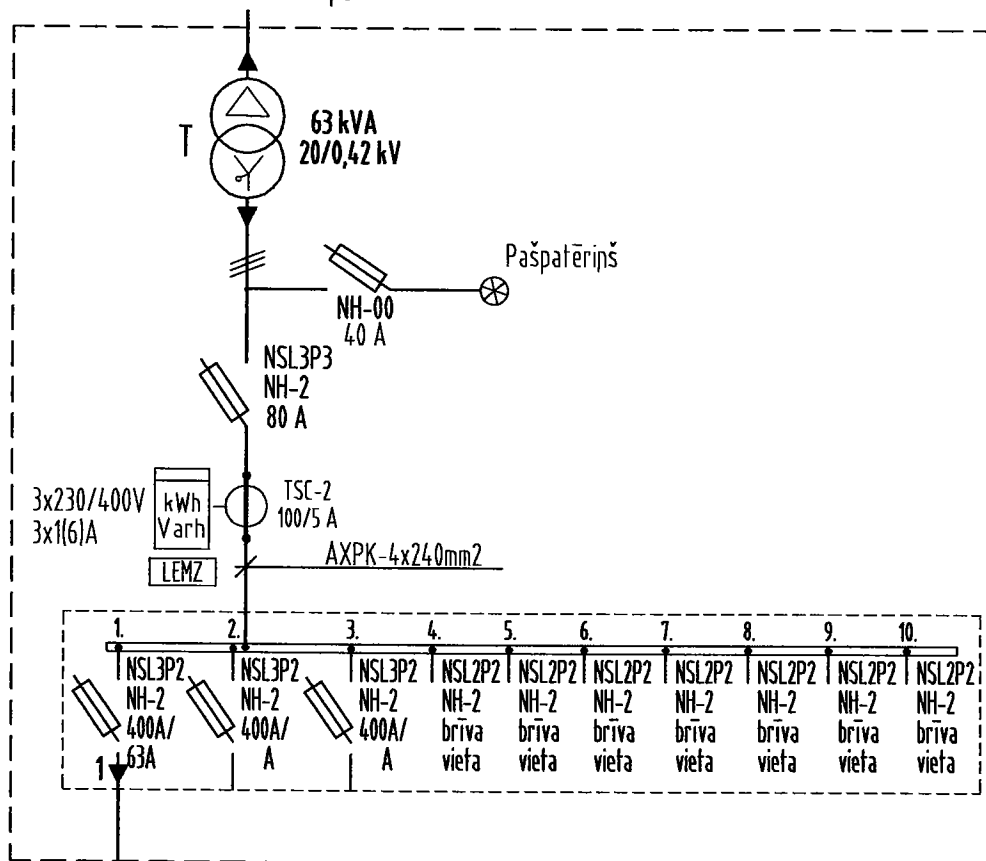 T
63 kVA
20/0,42 kV
Pašpatēriņš
NH-00
40 A
NSL3P3
NH-2
80 A
3x230/400V
3x1(6)A
kWh
Varh
TSC-2
100/5 A
LEMZ
AXPK-4x240mm2
1. 2. 3. 4. 5. 6. 7. 8. 9. 10.
NSL3P2 NSL3P2 NSL3P2 NSL2P2 NSL2P2 NSL2P2 NSL2P2 NSL2P2 NSL2P2 NSL2P2
NH-2 NH-2 NH-2 NH-2 NH-2 NH-2 NH-2 NH-2 NH-2 NH-2
400A/ 400A/ 400A/ brīva brīva brīva brīva brīva brīva brīva
63A A A vieta vieta vieta vieta vieta vieta vieta
1